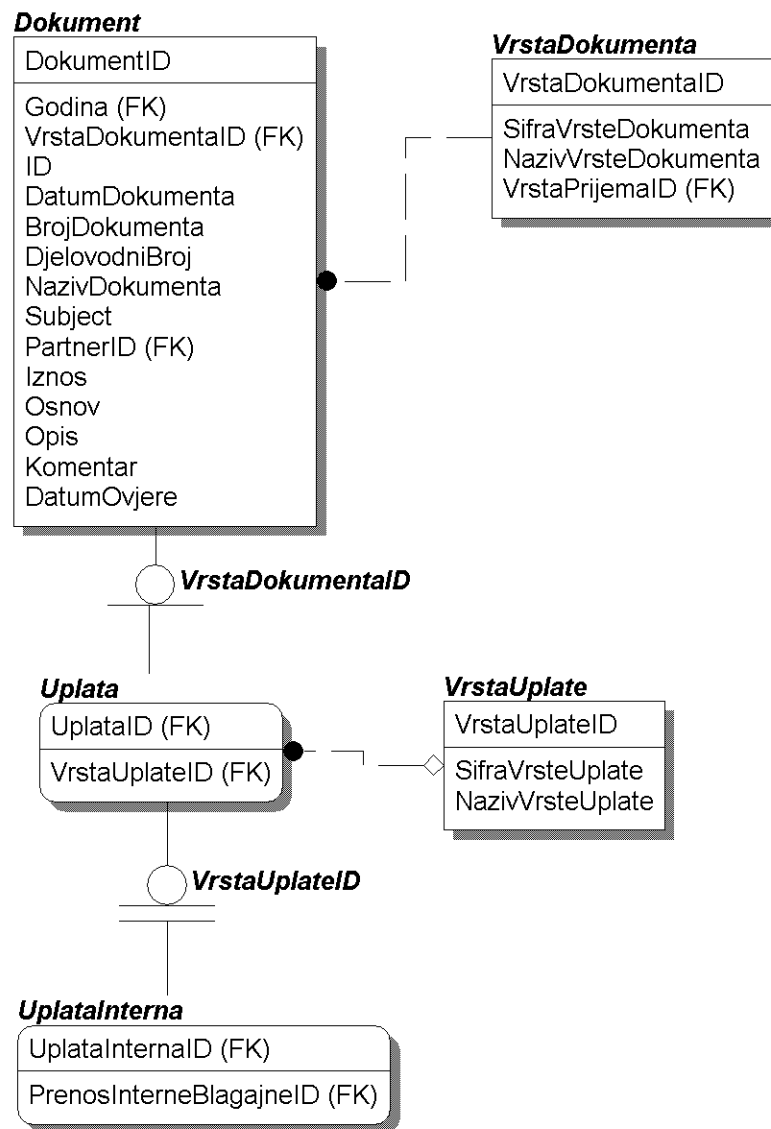 Dokument
DokumentID
Godina (FK)
VrstaDokumentaID (FK)
ID
DatumDokumenta
BrojDokumenta
DjelovodniBroj
NazivDokumenta
Subject
PartnerID (FK)
Iznos
Osnov
Opis
Komentar
DatumOvjere
VrstaDokumenta
VrstaDokumentaID
SifraVrsteDokumenta
NazivVrsteDokumenta
VrstaPrijemaID (FK)
VrstaDokumentaID
Uplata
UplataID (FK)
VrstaUplateID (FK)
VrstaUplate
VrstaUplateID
SifraVrsteUplate
NazivVrsteUplate
VrstaUplateID
UplataInterna
UplataInternaID (FK)
PrenosInterneBlagajneID (FK)